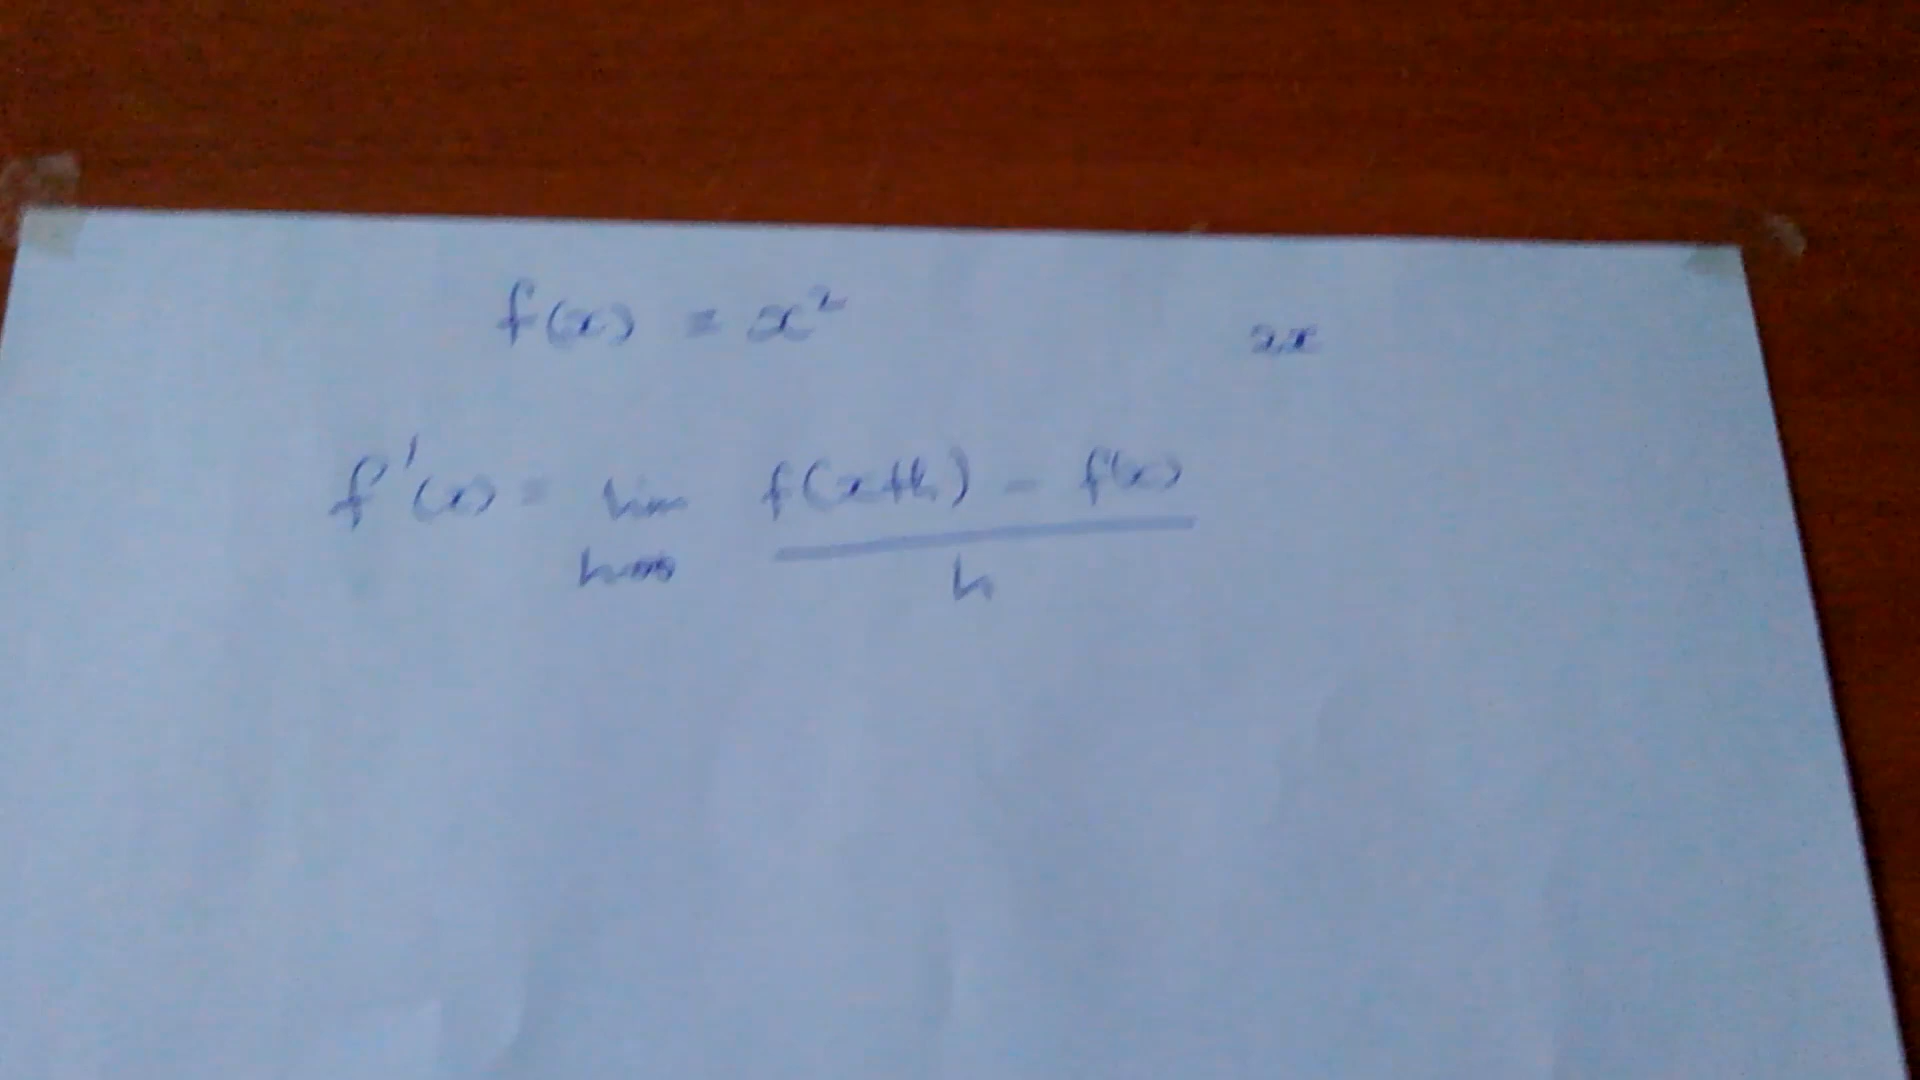 f(x) = x² 2x
f'(x) = lim f(x+h) - f(x)
h→0 h